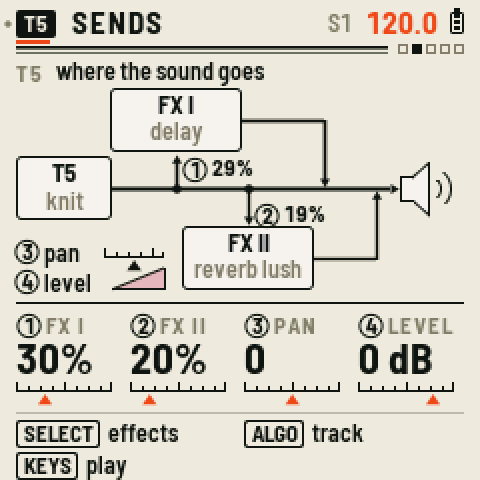 T5 SENDS S1 120.0
T5 where the sound goes
FX I
delay
T5
knit
① 29%
② 19%
FX II
reverb lush
③ pan
④ level
① FX I ② FX II ③ PAN ④ LEVEL
30% 20% 0 0 dB
SELECT effects ALGO track
KEYS play